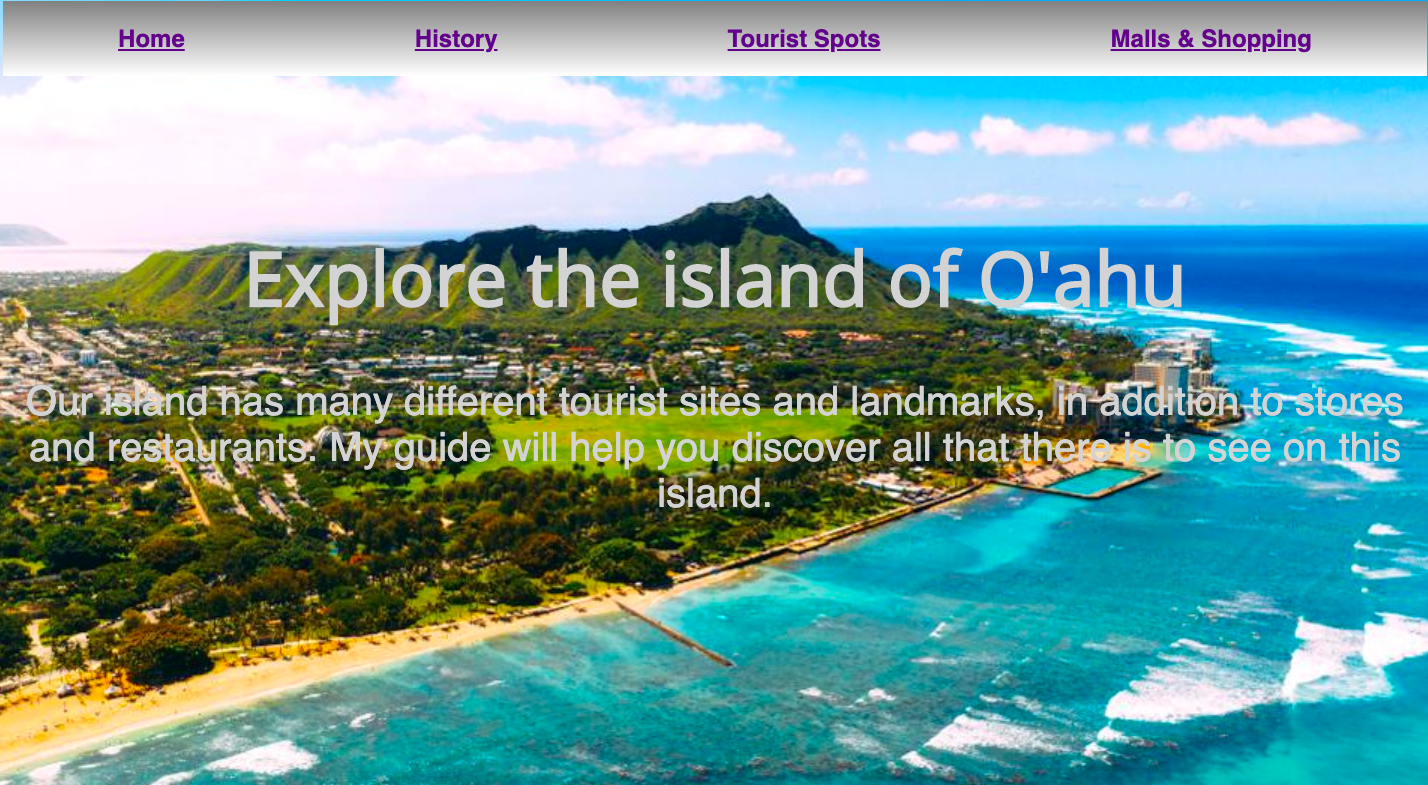 Home History Tourist Spots Malls & Shopping
Explore the island of O'ahu
Our island has many different tourist sites and landmarks, in addition to stores
and restaurants. My guide will help you discover all that there is to see on this
island.